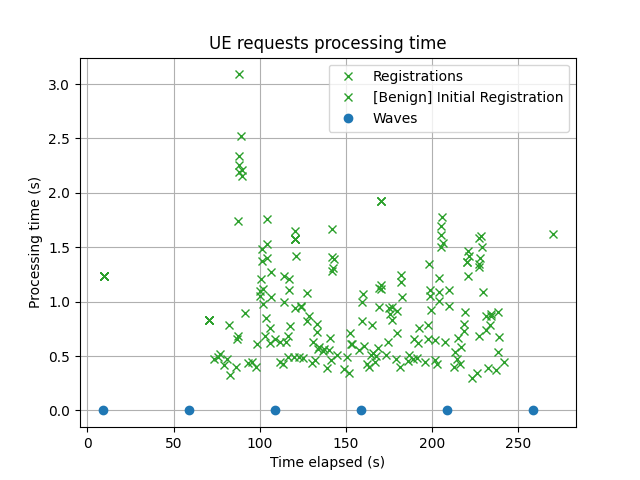 UE requests processing time
Registrations
[Benign] Initial Registration
Waves
3.0
2.5
2.0
1.5
1.0
0.5
0.0
Processing time (s)
0 50 100 150 200 250
Time elapsed (s)